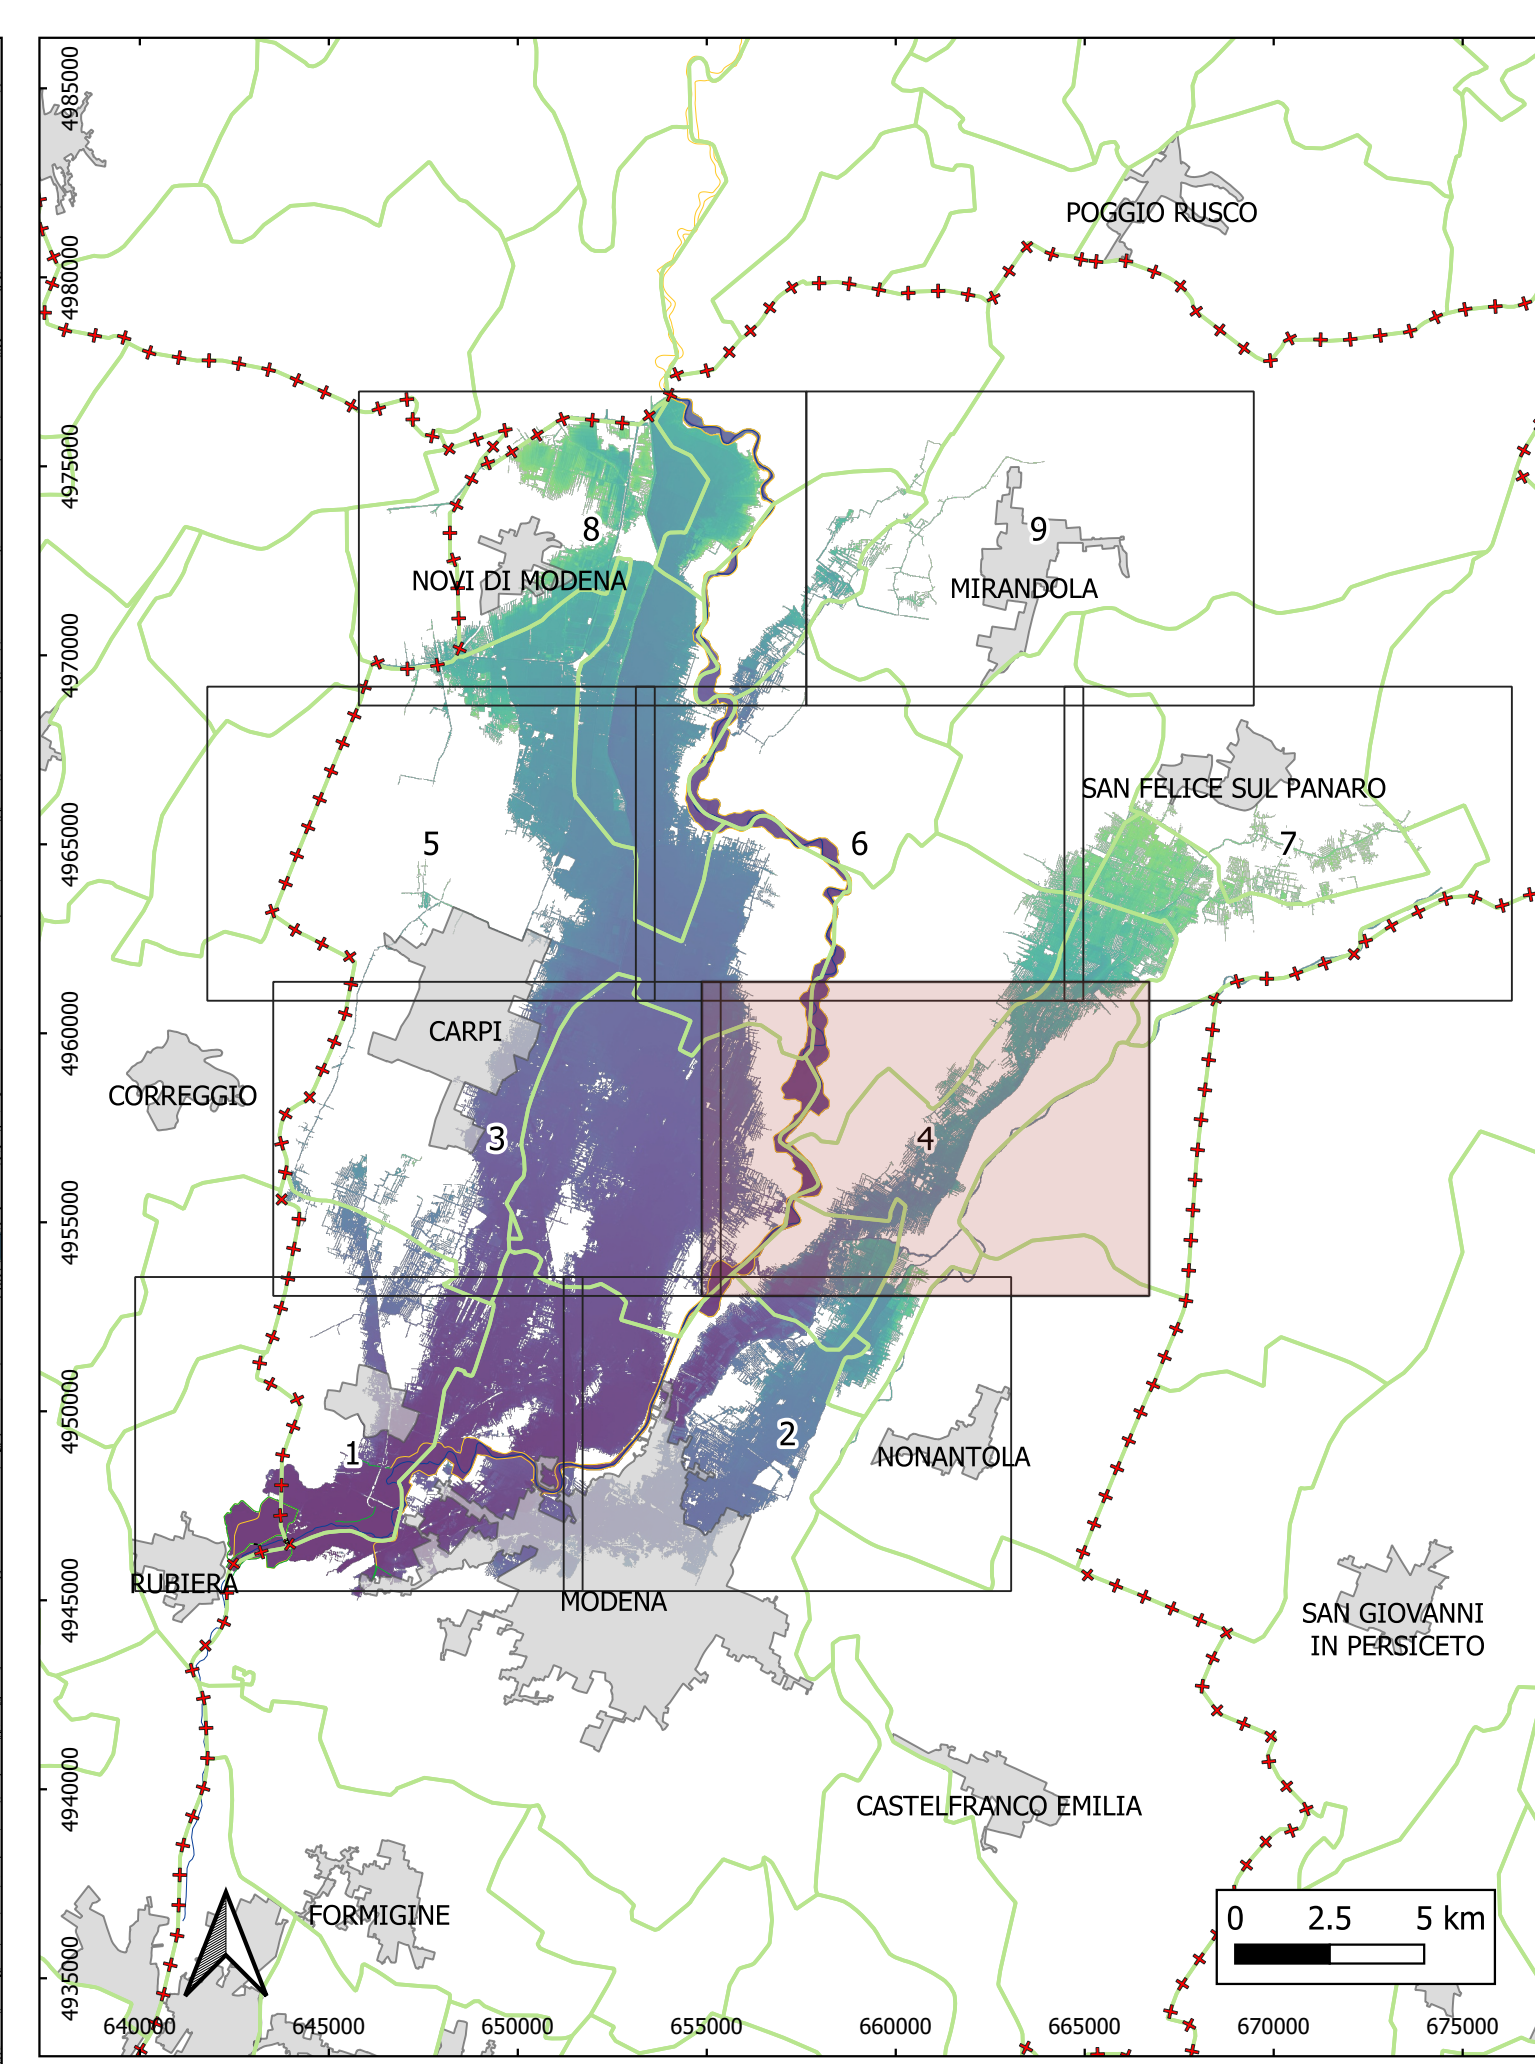 4985000
POGGIO RUSCO
4980000
4975000
8
9
NOVI DI MODENA
MIRANDOLA
4970000
SAN FELICE SUL PANARO
5
6
7
4965000
CARPI
4960000
CORREGGIO
3
4
4955000
4950000
2
1
NONANTOLA
RUBIERA
4945000
MODENA
SAN GIOVANNI
IN PERSICETO
4940000
CASTELFRANCO EMILIA
FORMIGINE
0 2.5 5 km
4935000
640000 645000 650000 655000 660000 665000 670000 675000